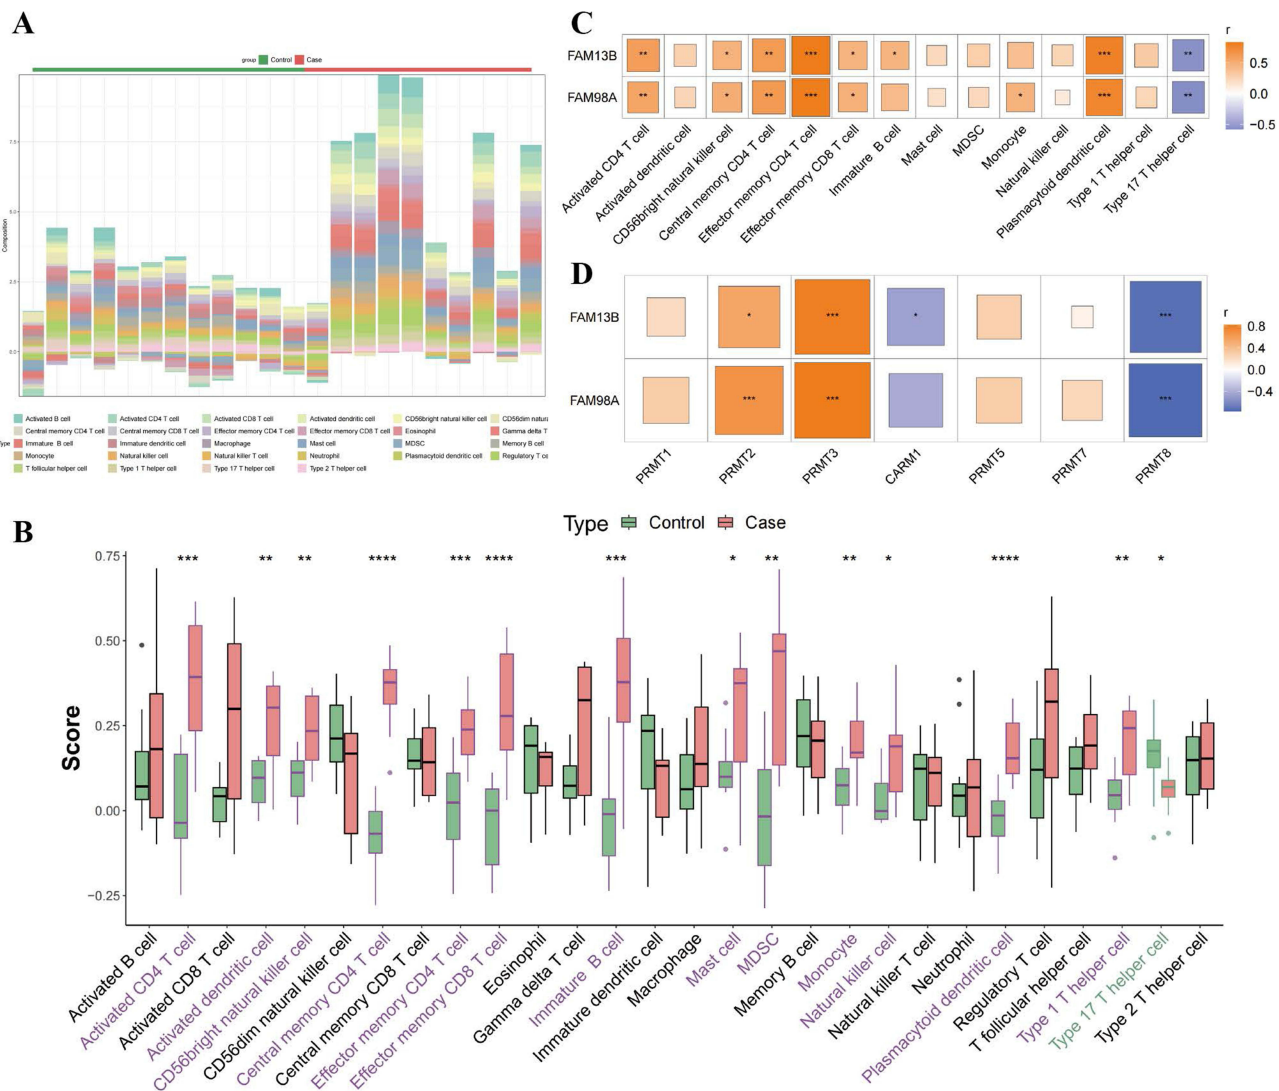 A
group Control Case
Composition
7.5
5.0
2.5
0.0
Activated B cell Activated CD4 T cell Activated CD8 T cell Activated dendritic cell CD56bright natural killer cell CD56dim natura
Central memory CD4 T cell Central memory CD8 T cell Effector memory CD4 T cell Effector memory CD8 T cell Eosinophil Gamma delta T
Type Immature B cell Immature dendritic cell Macrophage Mast cell MDSC Memory B cell
Monocyte Natural killer cell Natural killer T cell Neutrophil Plasmacytoid dendritic cell Regulatory T ce
T follicular helper cell Type 1 T helper cell Type 17 T helper cell Type 2 T helper cell
C
FAM13B ** * ** *** * * *** **
FAM98A ** * ** *** * * *** **
Activated CD4 T cell
Activated dendritic cell
CD56bright natural killer cell
Central memory CD4 T cell
Effector memory CD4 T cell
Effector memory CD8 T cell
Immature B cell
Mast cell
MDSC
Monocyte
Natural killer cell
Plasmacytoid dendritic cell
Type 1 T helper cell
Type 17 T helper cell
r
0.5
0.0
−0.5
D
FAM13B * *** * ***
FAM98A *** *** ***
PRMT1 PRMT2 PRMT3 CARM1 PRMT5 PRMT7 PRMT8
r
0.8
0.4
0.0
−0.4
B
Type Control Case
*** ** ** **** *** **** *** * ** ** * **** ** *
Score
0.75
0.50
0.25
0.00
−0.25
Activated B cell
Activated CD4 T cell
Activated CD8 T cell
Activated dendritic cell
CD56bright natural killer cell
CD56dim natural killer cell
Central memory CD4 T cell
Central memory CD8 T cell
Effector memory CD4 T cell
Effector memory CD8 T cell
Eosinophil
Gamma delta T cell
Immature B cell
Immature dendritic cell
Macrophage
Mast cell
MDSC
Memory B cell
Monocyte
Natural killer cell
Natural killer T cell
Neutrophil
Plasmacytoid dendritic cell
Regulatory T cell
T follicular helper cell
Type 1 T helper cell
Type 17 T helper cell
Type 2 T helper cell